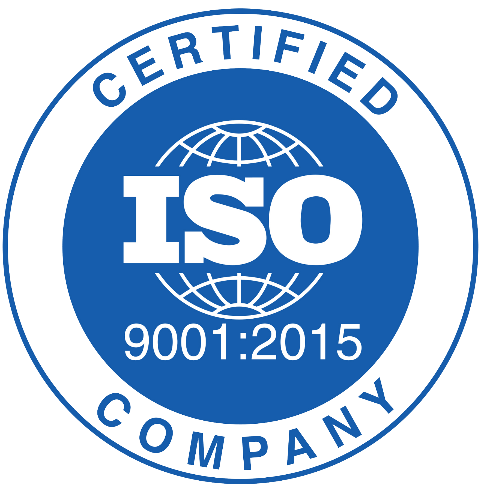 CERTIFIED
ISO
9001:2015
COMPANY